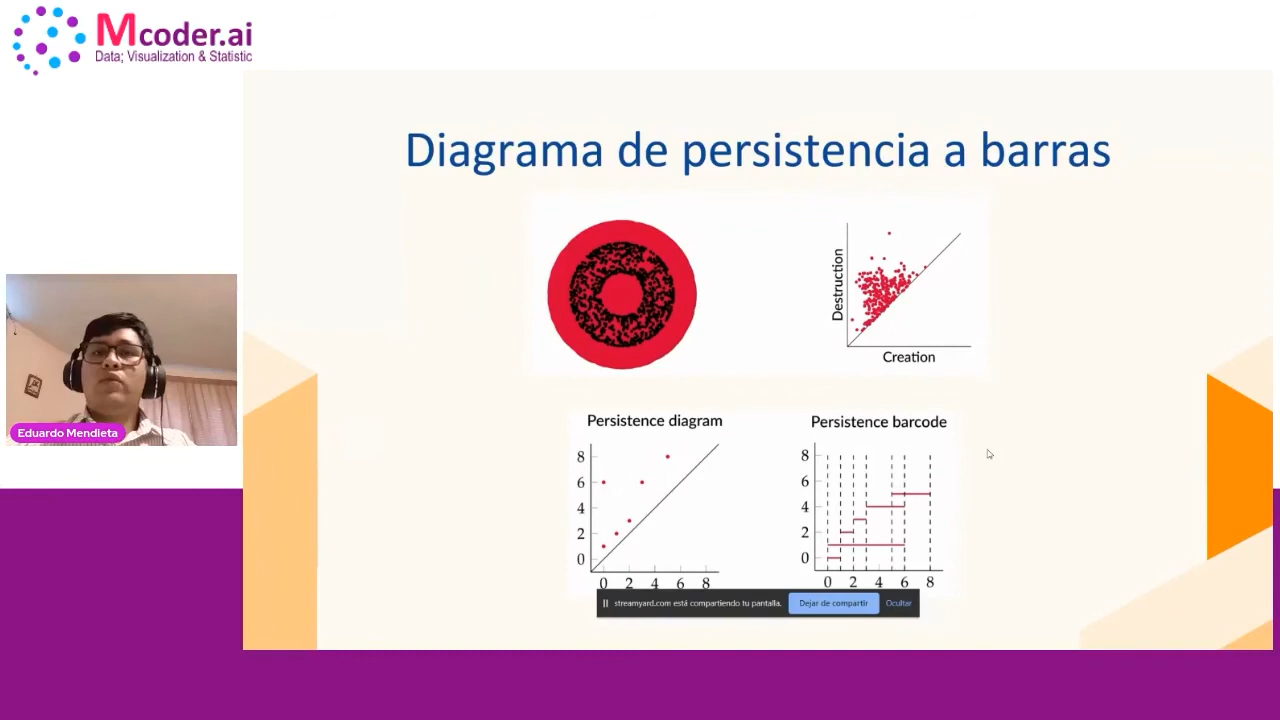 Mcoder.ai
Data; Visualization & Statistic
Diagrama de persistencia a barras
Destruction
Creation
Eduardo Mendieta
Persistence diagram
8
6
4
2
0
0 2 4 6 8
Persistence barcode
8
6
4
2
0
0 2 4 6 8
streamyard.com está compartiendo tu pantalla. Dejar de compartir Ocultar